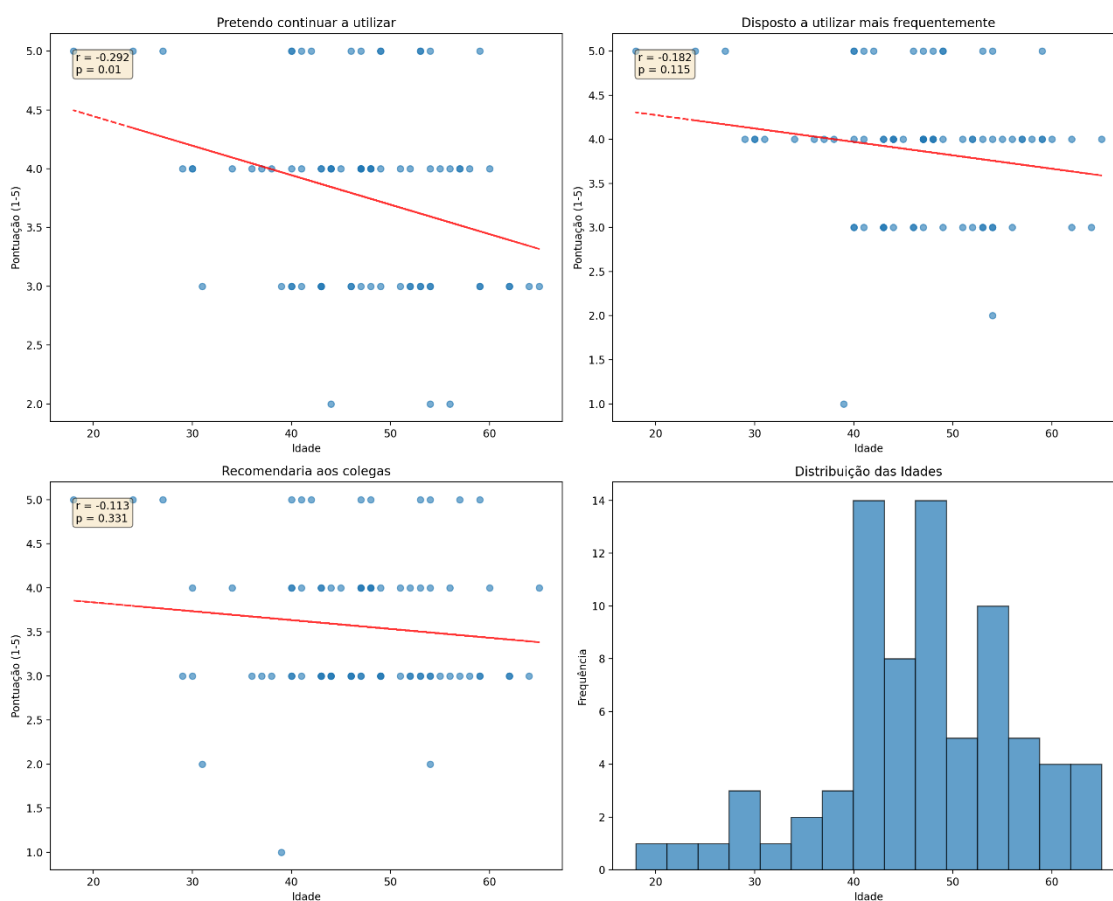 Pretendo continuar a utilizar
r = -0.292
p = 0.01
5.0
4.5
4.0
3.5
3.0
2.5
2.0
Pontuação (1-5)
20 30 40 50 60
Idade
Disposto a utilizar mais frequentemente
r = -0.182
p = 0.115
5.0
4.5
4.0
3.5
3.0
2.5
2.0
1.5
1.0
Pontuação (1-5)
20 30 40 50 60
Idade
Recomendaria aos colegas
r = -0.113
p = 0.331
5.0
4.5
4.0
3.5
3.0
2.5
2.0
1.5
1.0
Pontuação (1-5)
20 30 40 50 60
Idade
Distribuição das Idades
14
12
10
8
6
4
2
0
Frequência
20 30 40 50 60
Idade